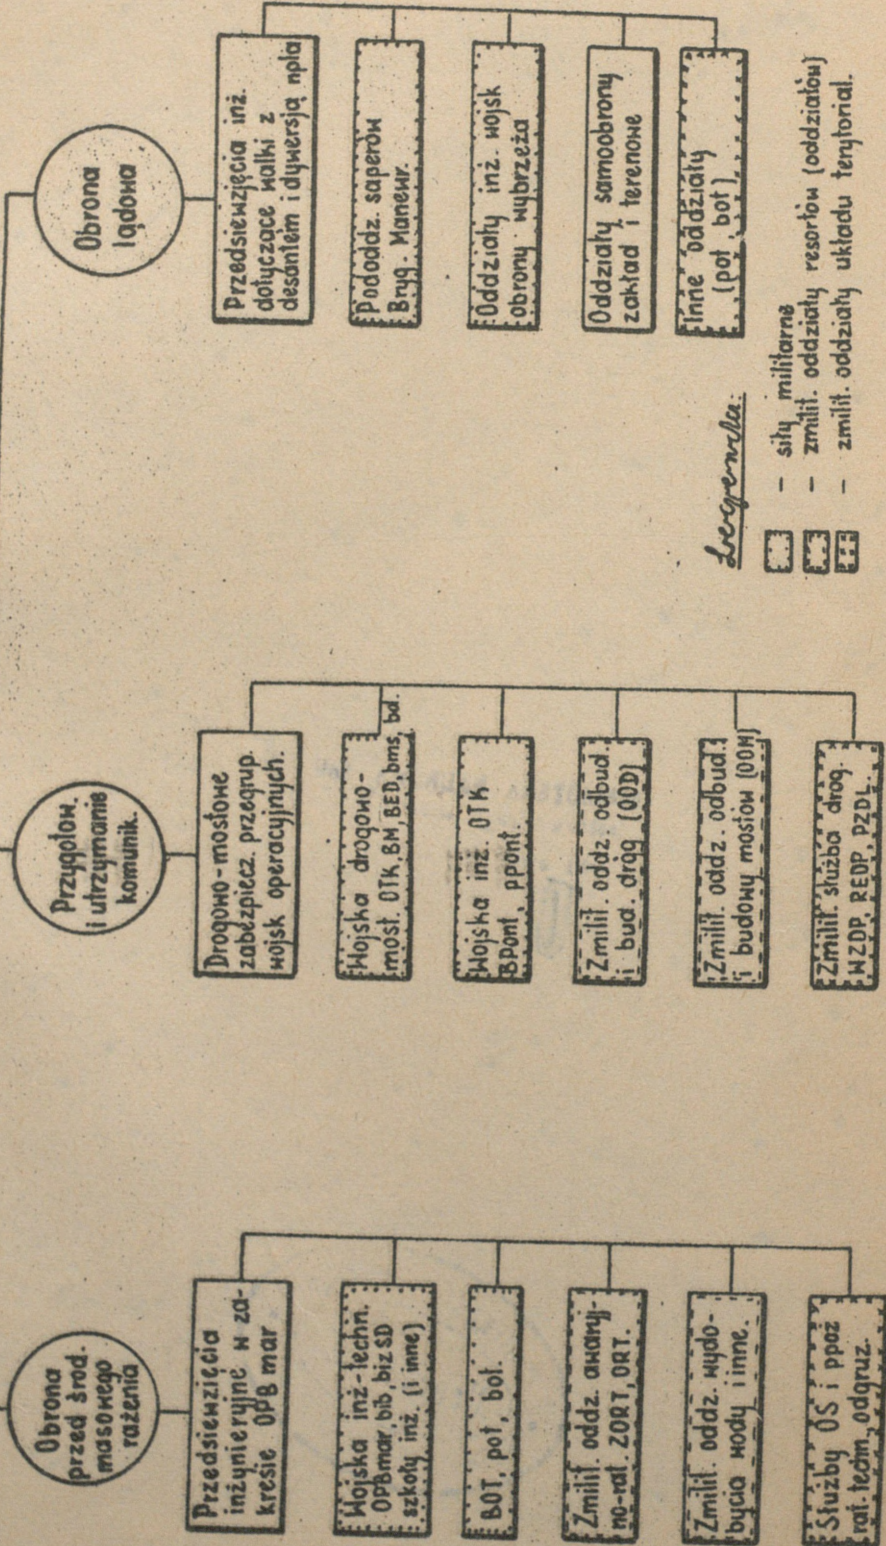 Obrona
przed środ.
masowego
rażenia
Przedsiewzięcia
inżynieryjne w za-
kresie OPB mar
Wojska inż-techn.
OPBmar, bib, biz SD
szkoły inż. (i inne)
BOT, pot, bot.
Zmilit. oddz. awaryj-
no-rat. ZORT, ORT.
Zmilit. oddz. wydo-
bycia wody i inne.
Służby OS i ppoż
rat. techn., odgruz.
Przygotow.
i utrzymanie
komunik.
Drogowo-mostowe
zabezpiecz. przegrup.
wojsk operacyjnych.
Wojska drogowo-
most. OTK, BM, BED, bms, bd.
Wojska inż. OTK
BPont, ppont.
Zmilit. oddz. odbud.
i bud. dróg (OOD)
Zmilit. oddz. odbud.
i budowy mostów (OOM)
Zmilit. służba drog.
WZDP, REDP, PZDL.
Obrona
lądowa
Przedsiewzięcia inż.
dotyczące walki z
desantem i dywersją npla
Pododdz. saperów
Bryg. Manewr.
Oddziały inż. wojsk
obrony wybrzeża
Oddziały samoobrony
zakład i terenowe
Inne oddziały
(pot, bot)
Legenda:
- siły militarne
- zmilit. oddziały resortów (oddziałów)
- zmilit. oddziały układu terytorial.